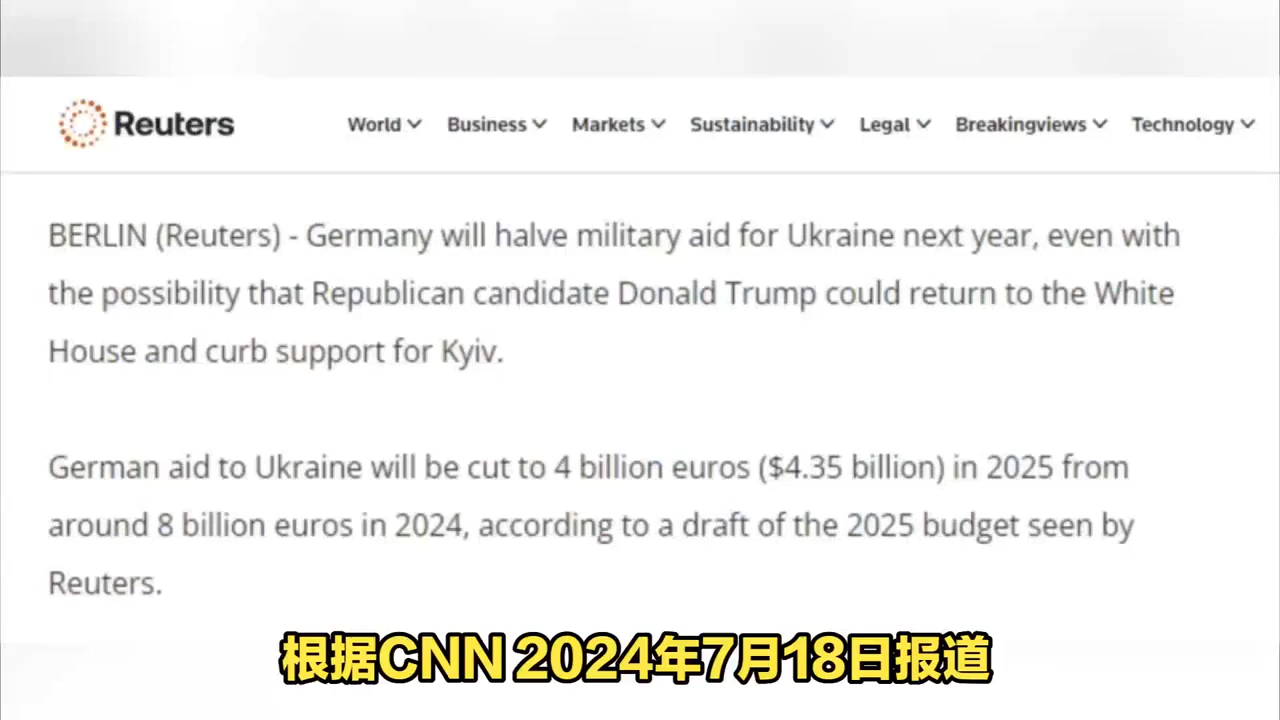 Reuters World Business Markets Sustainability Legal Breakingviews Technology
BERLIN (Reuters) - Germany will halve military aid for Ukraine next year, even with
the possibility that Republican candidate Donald Trump could return to the White
House and curb support for Kyiv.
German aid to Ukraine will be cut to 4 billion euros ($4.35 billion) in 2025 from
around 8 billion euros in 2024, according to a draft of the 2025 budget seen by
Reuters.
根据CNN 2024年7月18日报道